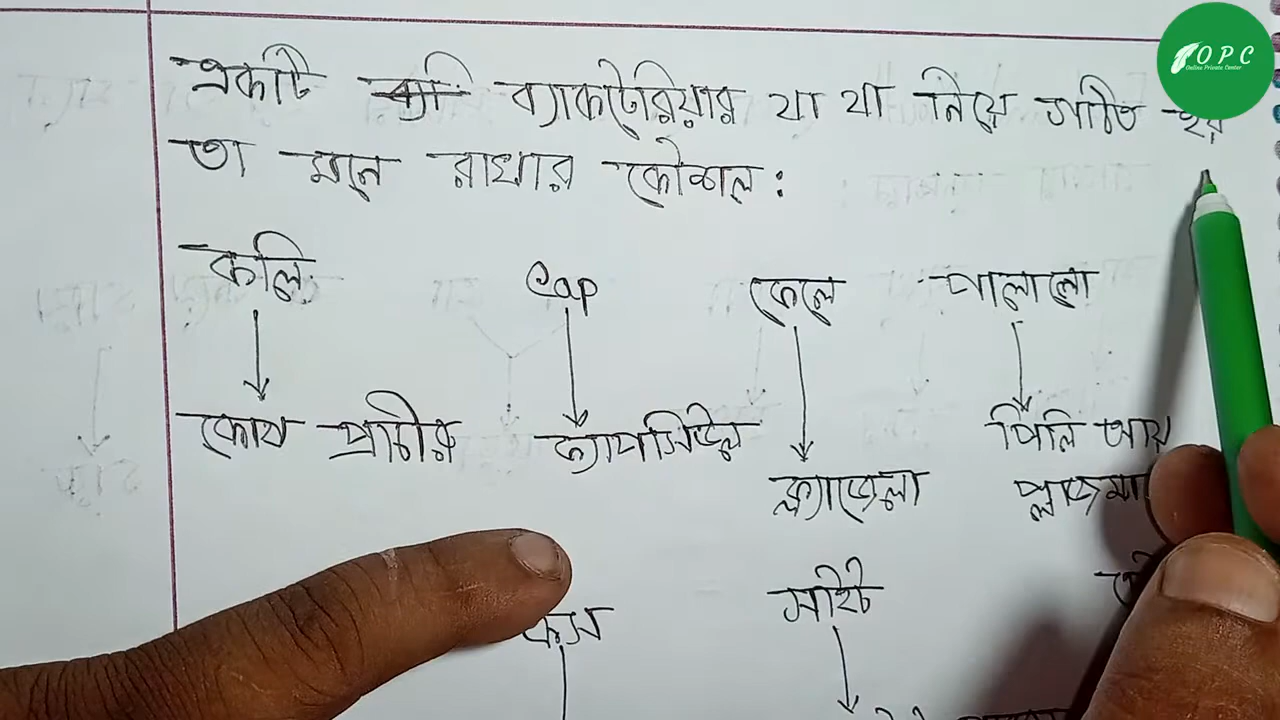 OPC
Online Private Center
একটি ব্যাকটেরিয়ার যা যা নিয়ে গঠিত হয়
তা মনে রাখার কৌশল:
কলি Cap ফেলে পালালো
কোষ প্রাচীর ক্যাপসিউল পিলি আর
ফ্ল্যাজেলা প্লাজমা
সাইট